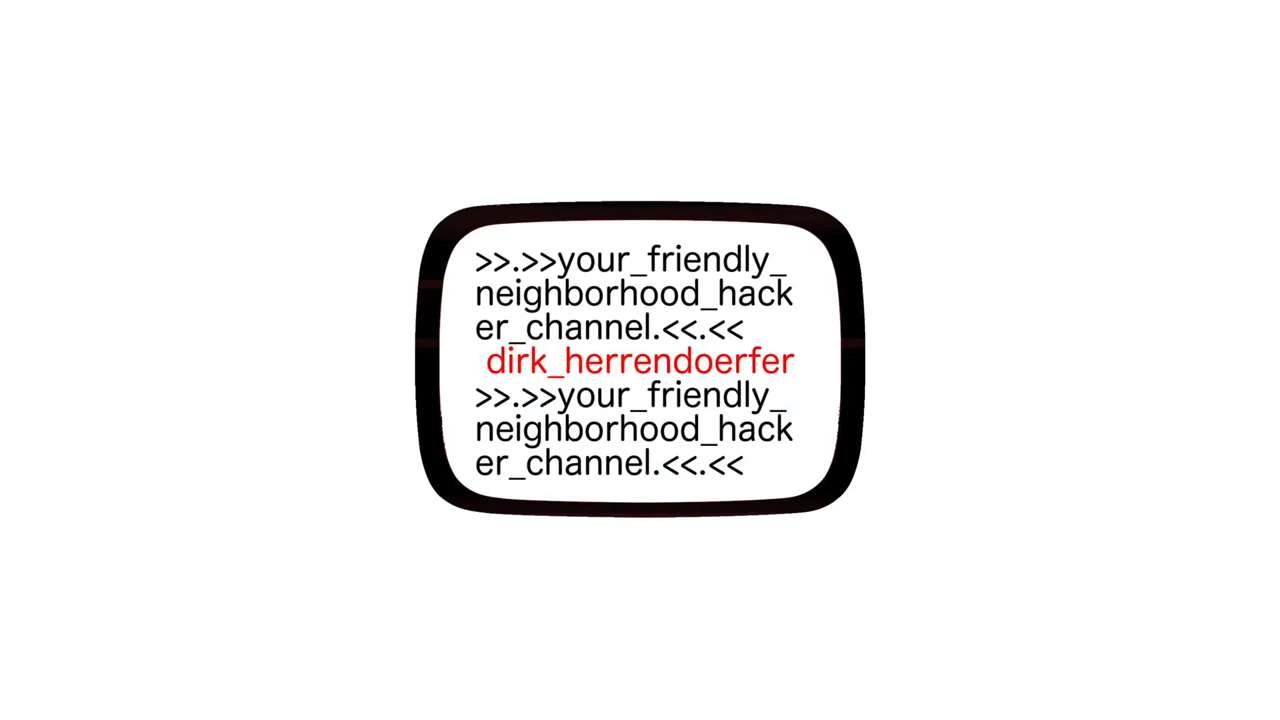 >>.>>your_friendly_
neighborhood_hack
er_channel.<<.<<
dirk_herrendoerfer
>>.>>your_friendly_
neighborhood_hack
er_channel.<<.<<